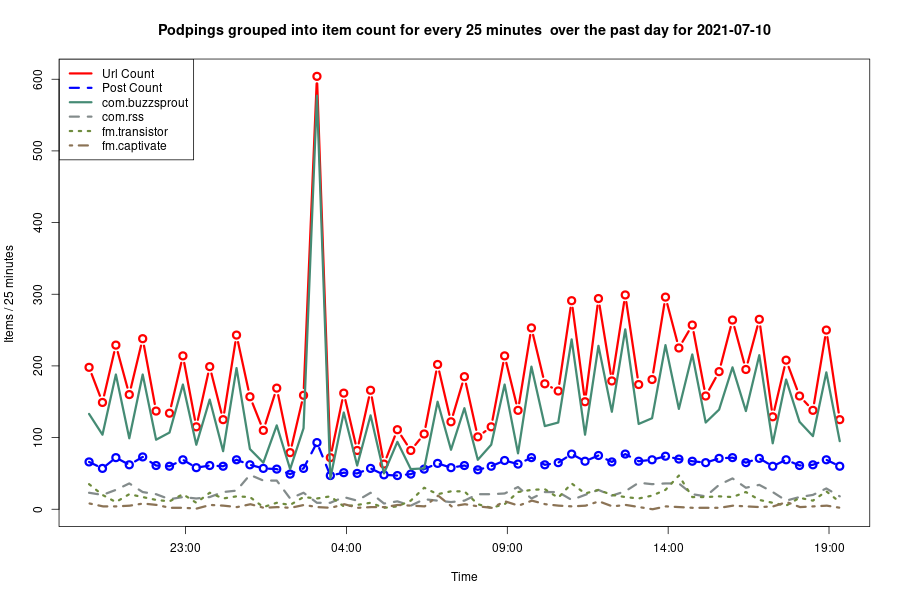 Podpings grouped into item count for every 25 minutes  over the past day for 2021-07-10
Url Count
Post Count
com.buzzsprout
com.rss
fm.transistor
fm.captivate
Items / 25 minutes
600
500
400
300
200
100
0
23:00
04:00
09:00
14:00
19:00
Time